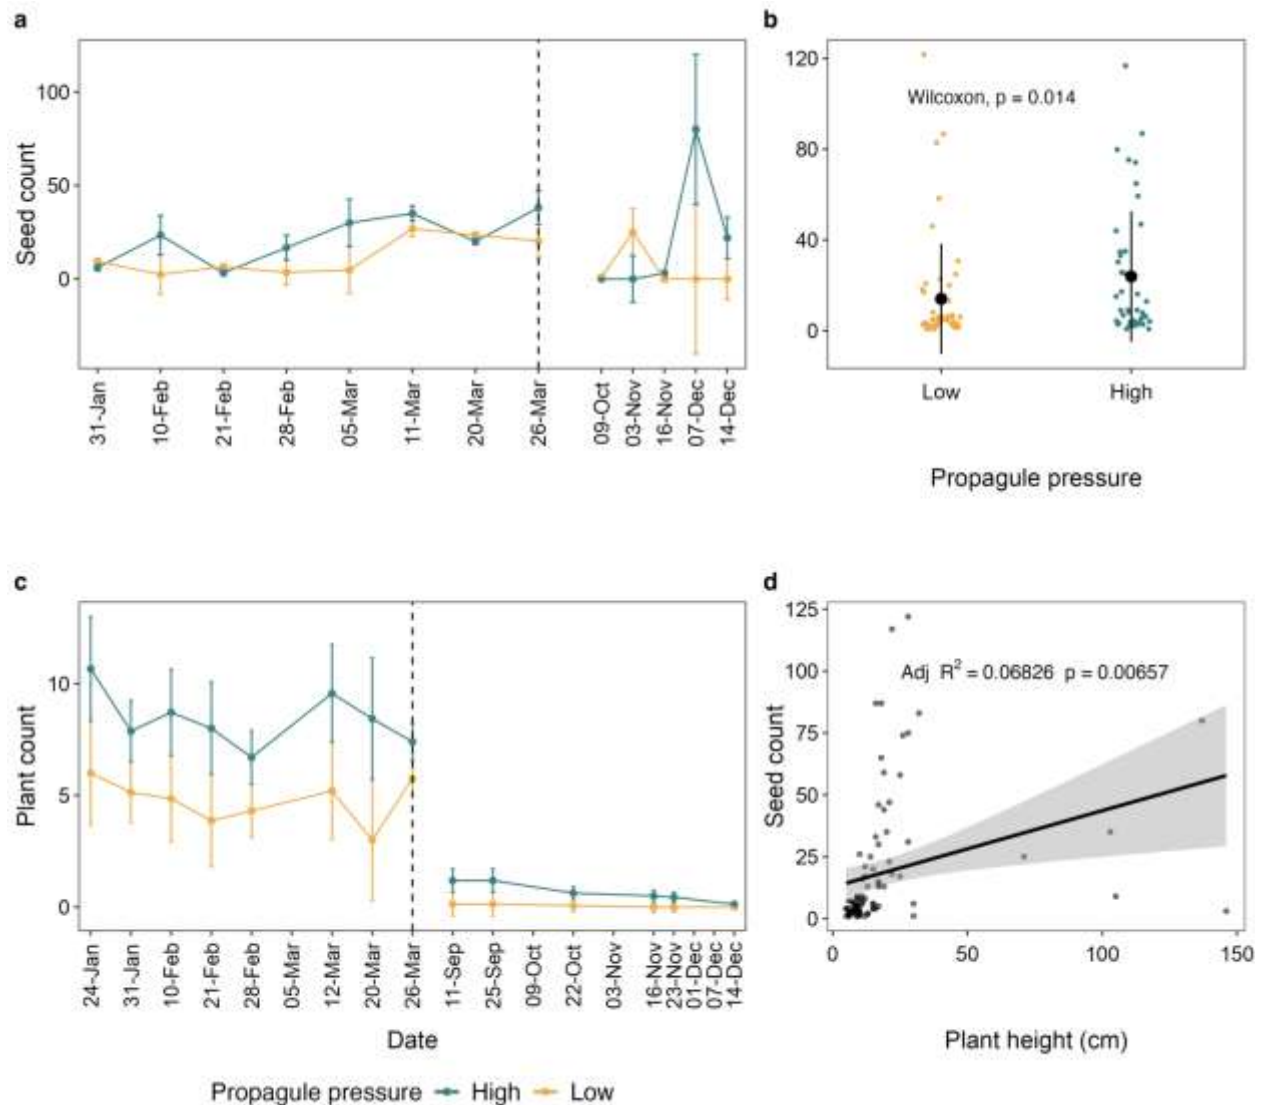 a
Seed count
100
50
0
31-Jan
10-Feb
21-Feb
28-Feb
05-Mar
11-Mar
20-Mar
26-Mar
09-Oct
03-Nov
16-Nov
07-Dec
14-Dec
b
120
80
40
0
Wilcoxon, p = 0.014
Low
High
Propagule pressure
c
Plant count
10
5
0
24-Jan
31-Jan
10-Feb
21-Feb
28-Feb
05-Mar
12-Mar
20-Mar
26-Mar
11-Sep
25-Sep
09-Oct
22-Oct
03-Nov
16-Nov
23-Nov
01-Dec
07-Dec
14-Dec
Date
d
Seed count
125
100
75
50
25
0
Adj R² = 0.06826 p = 0.00657
0
50
100
150
Plant height (cm)
Propagule pressure High Low